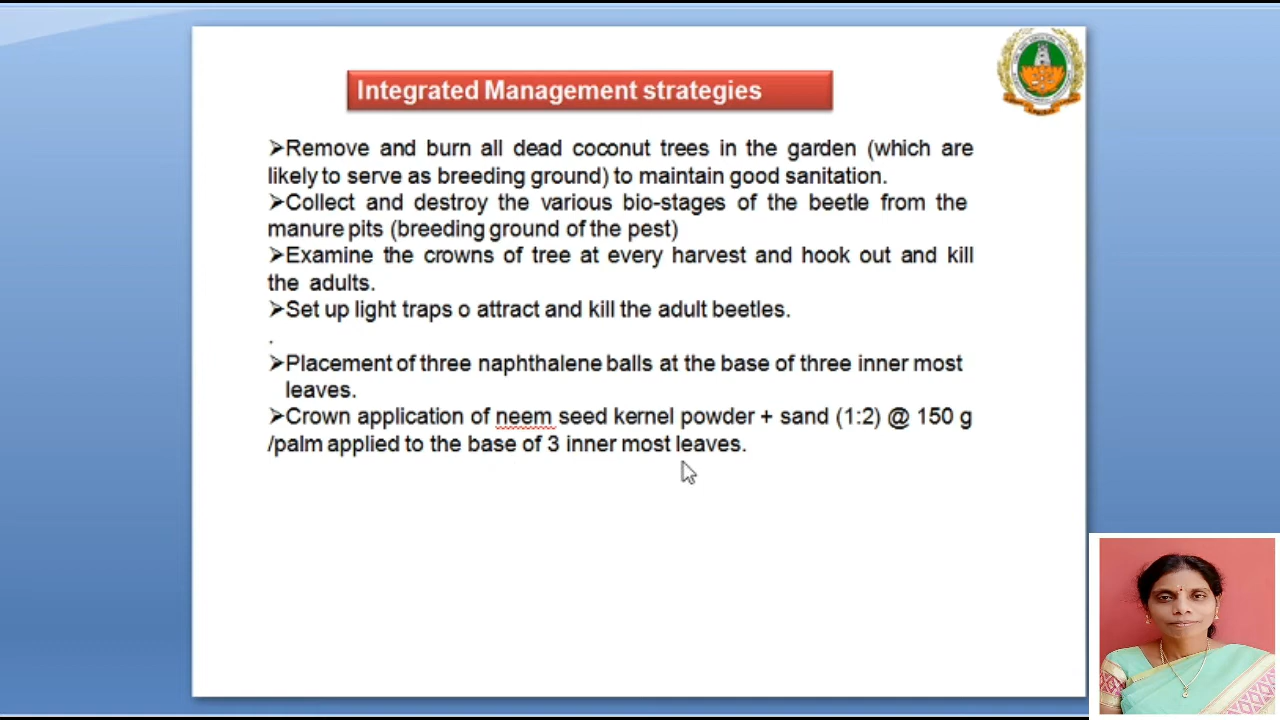 Integrated Management strategies
➢Remove and burn all dead coconut trees in the garden (which are
likely to serve as breeding ground) to maintain good sanitation.
➢Collect and destroy the various bio-stages of the beetle from the
manure pits (breeding ground of the pest)
➢Examine the crowns of tree at every harvest and hook out and kill
the adults.
➢Set up light traps o attract and kill the adult beetles.
.
➢Placement of three naphthalene balls at the base of three inner most
leaves.
➢Crown application of neem seed kernel powder + sand (1:2) @ 150 g
/palm applied to the base of 3 inner most leaves.